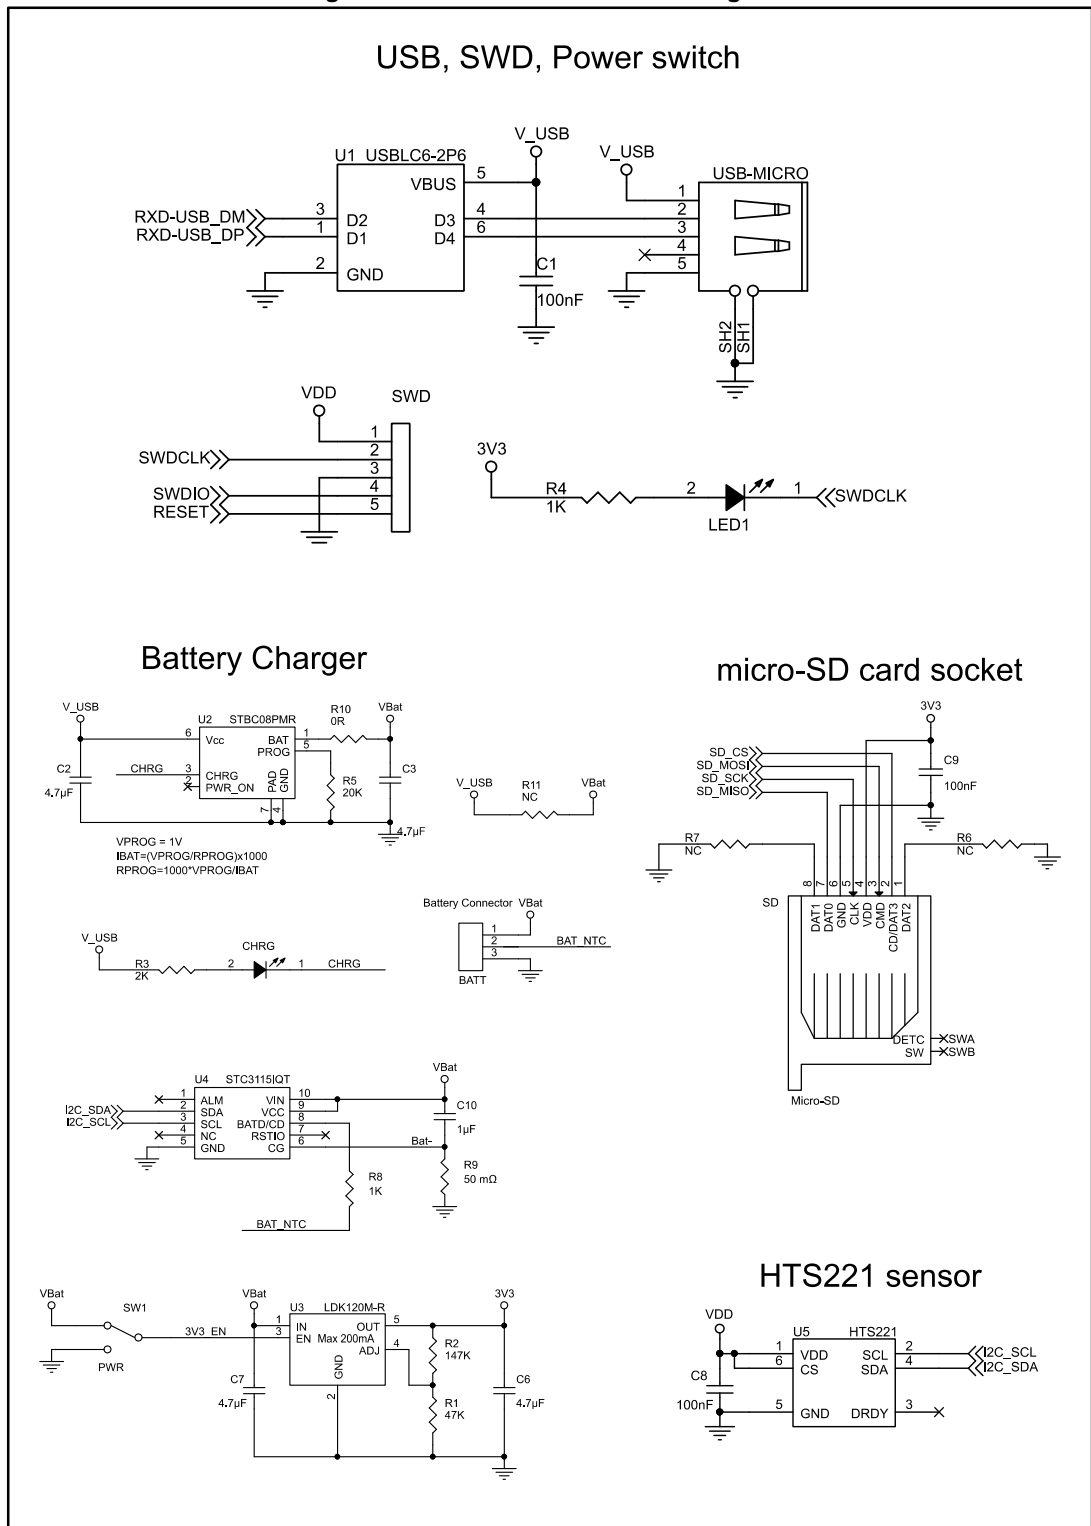 USB, SWD, Power switch
V_USB
V_USB
U1 USBLC6-2P6
USB-MICRO
VBUS 5
1
RXD-USB_DM 3 D2 D3 4 2
RXD-USB_DP 1 D1 D4 6 3
4
2 GND 5
C1
100nF
SH2
SH1
VDD SWD
1
SWDCLK 2
3
SWDIO 4
RESET 5
3V3
R4 2 1 SWDCLK
1K
LED1
Battery Charger
V_USB
U2 STBC08PMR
R10
0R
VBat
6 Vcc BAT 1
PROG 5
C2
4.7µF
CHRG 3 CHRG
2 PWR_ON
PAD
GND
7
4
R5
20K
C3
4.7µF
VPROG = 1V
IBAT=(VPROG/RPROG)x1000
RPROG=1000*VPROG/IBAT
V_USB R11 VBat
NC
V_USB
CHRG
R3 2 1 CHRG
2K
Battery Connector VBat
1
2 BAT_NTC
3
BATT
micro-SD card socket
3V3
SD_CS
SD_MOSI
SD_SCK
SD_MISO
C9
100nF
R7
NC
R6
NC
8 7 6 5 4 3 2 1
SD
DAT1
DAT0
GND
CLK
VDD
CMD
CD/DAT3
DAT2
DETC SWA
SW SWB
Micro-SD
U4 STC3115IQT
VBat
1 ALM VIN 10
I2C_SDA 2 SDA VCC 9
I2C_SCL 3 SCL BATD/CD 8
4 NC RSTIO 7
5 GND CG 6 Bat-
C10
1µF
R8
1K
R9
50 mΩ
BAT_NTC
VBat
SW1
3V3_EN
PWR
VBat
U3 LDK120M-R
3V3
1 IN OUT 5
3 EN Max 200mA
ADJ 4
GND
2
C7
4.7µF
R2
147K
R1
47K
C6
4.7µF
HTS221 sensor
VDD
U5 HTS221
1 VDD SCL 2 I2C_SCL
6 CS SDA 4 I2C_SDA
C8
100nF
5 GND DRDY 3